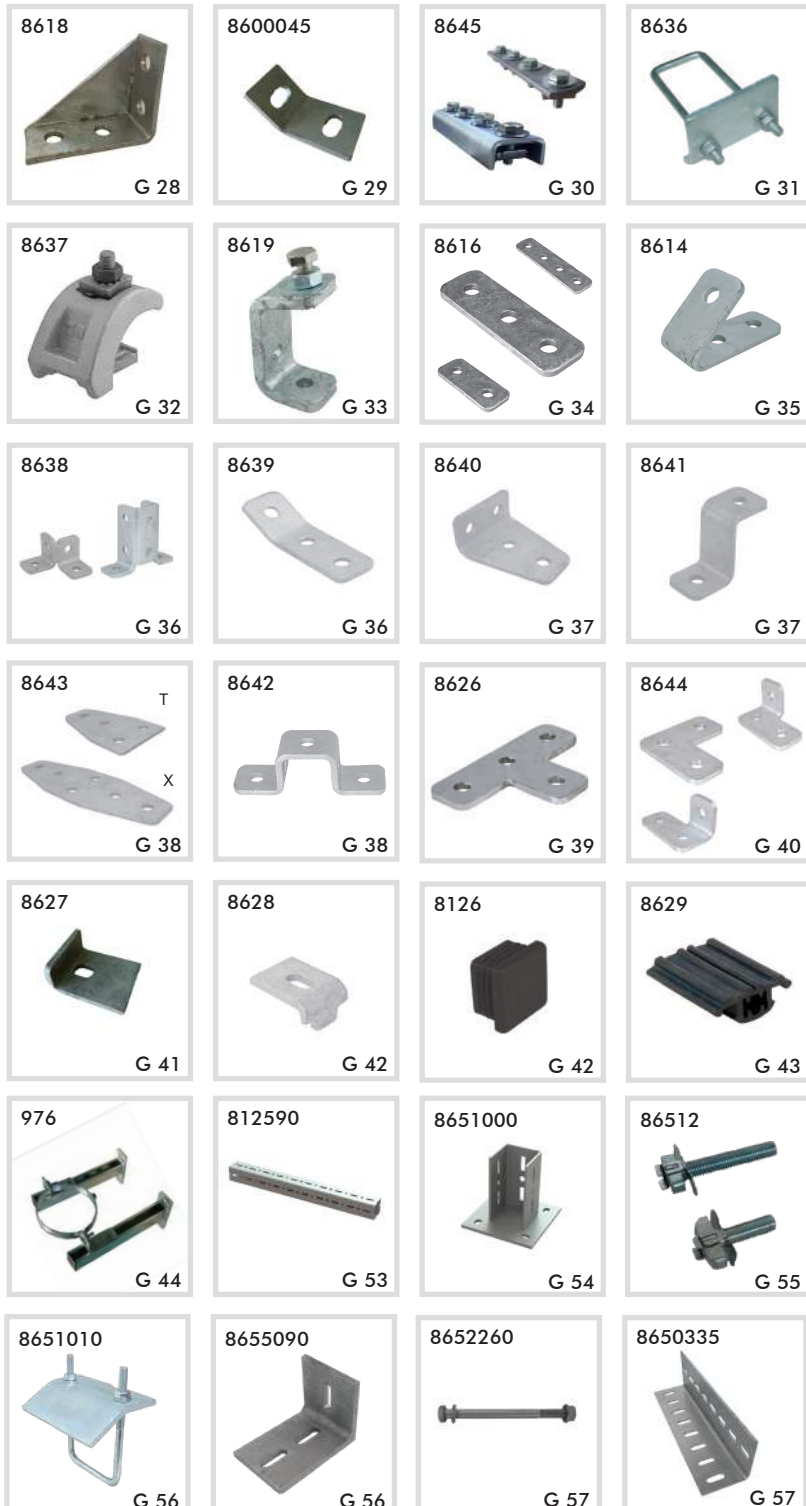 8618
8600045
8645
8636
G 28
G 29
G 30
G 31
8637
8619
8616
8614
G 32
G 33
G 34
G 35
8638
8639
8640
8641
G 36
G 36
G 37
G 37
8643
T
X
8642
8626
8644
G 38
G 38
G 39
G 40
8627
8628
8126
8629
G 41
G 42
G 42
G 43
976
812590
8651000
86512
G 44
G 53
G 54
G 55
8651010
8655090
8652260
8650335
G 56
G 56
G 57
G 57